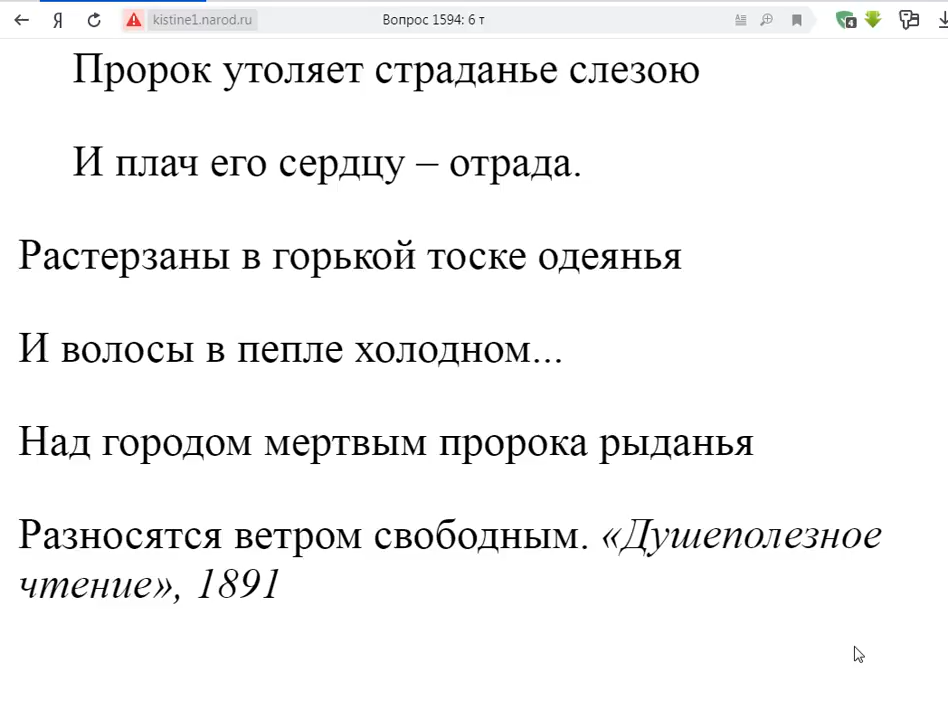 kistine1.narod.ru
Вопрос 1594: 6 т
4
Пророк утоляет страданье слезою
И плач его сердцу – отрада.
Растерзаны в горькой тоске одеянья
И волосы в пепле холодном...
Над городом мертвым пророка рыданья
Разносятся ветром свободным. «Душеполезное
чтение», 1891